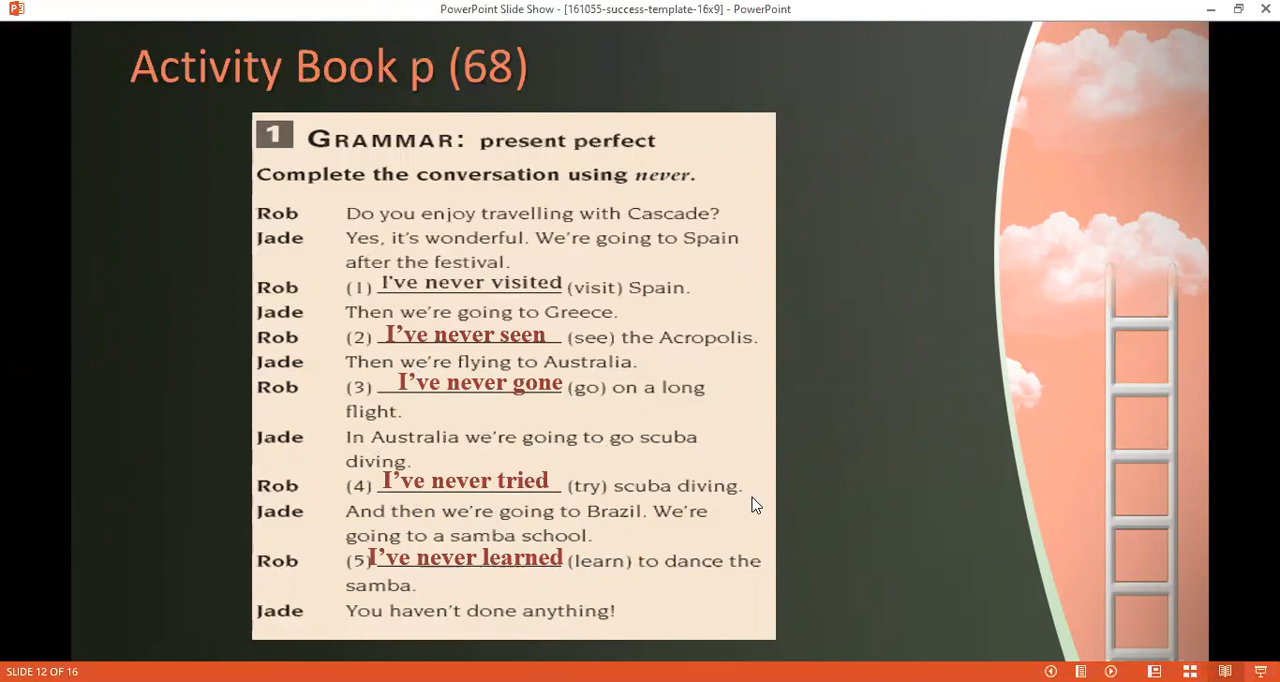 PowerPoint Slide Show - [161055-success-template-16x9] - PowerPoint
Activity Book p (68)
1 GRAMMAR: present perfect
Complete the conversation using never.
Rob Do you enjoy travelling with Cascade?
Jade Yes, it's wonderful. We're going to Spain
after the festival.
Rob (1) I've never visited (visit) Spain.
Jade Then we're going to Greece.
Rob (2) I've never seen (see) the Acropolis.
Jade Then we're flying to Australia.
Rob (3) I've never gone (go) on a long
flight.
Jade In Australia we're going to go scuba
diving.
Rob (4) I've never tried (try) scuba diving.
Jade And then we're going to Brazil. We're
going to a samba school.
Rob (5) I've never learned (learn) to dance the
samba.
Jade You haven't done anything!
SLIDE 12 OF 16